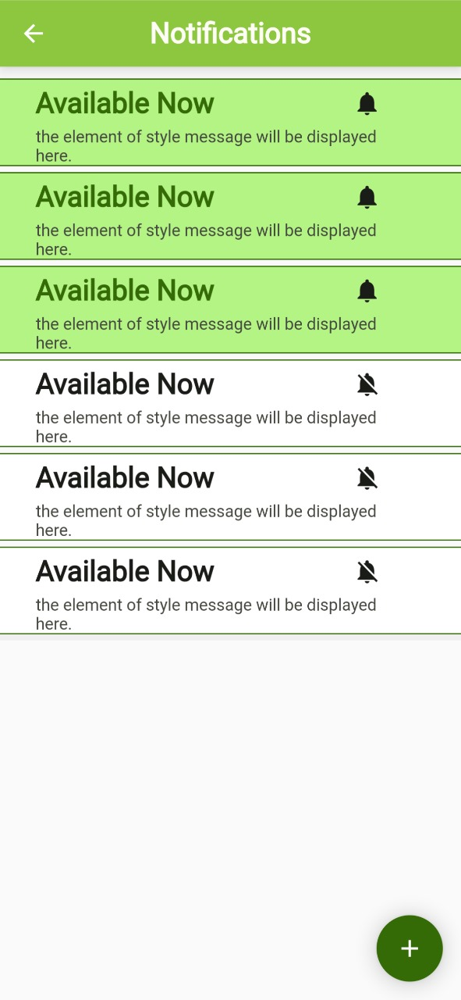 Notifications
Available Now
the element of style message will be displayed
here.
Available Now
the element of style message will be displayed
here.
Available Now
the element of style message will be displayed
here.
Available Now
the element of style message will be displayed
here.
Available Now
the element of style message will be displayed
here.
Available Now
the element of style message will be displayed
here.